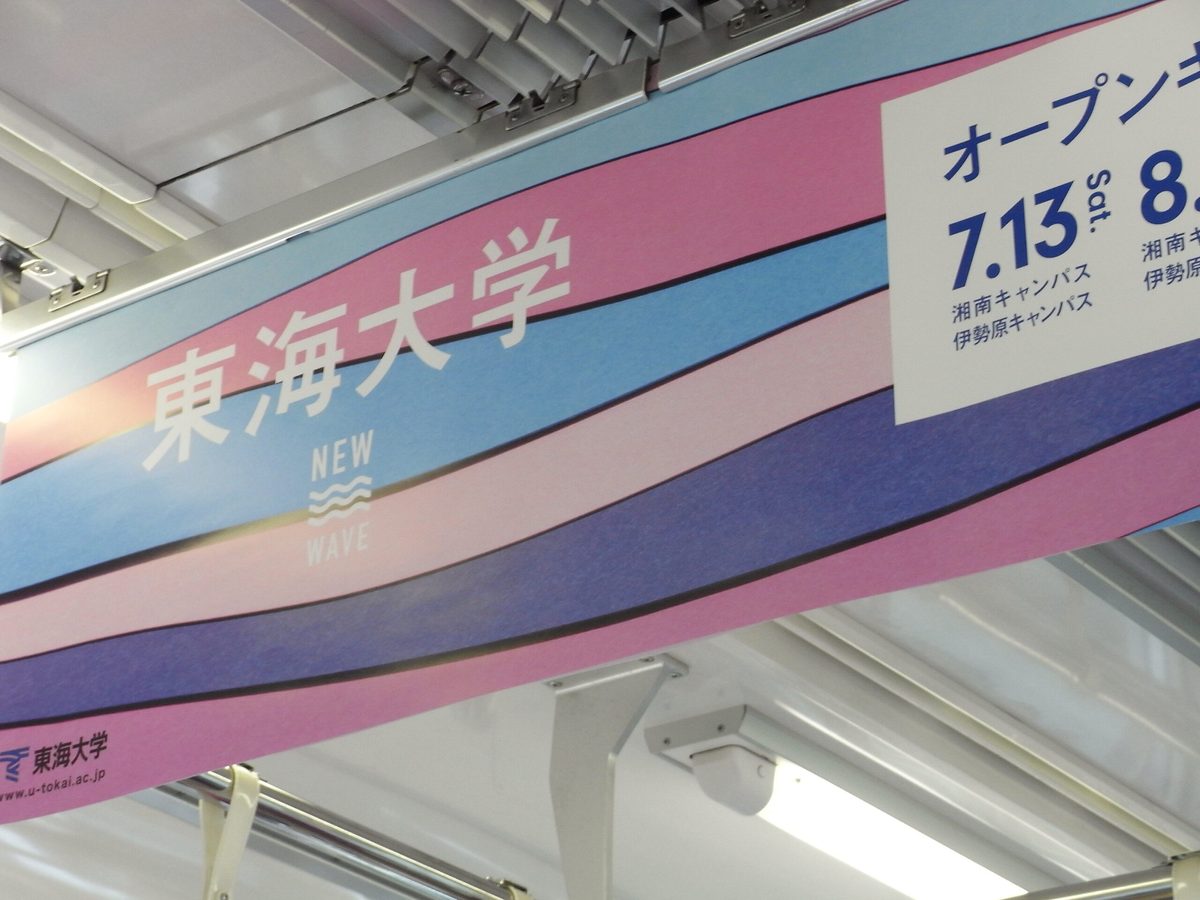 東海大学
NEW
WAVE
オープンキ
7.13 Sat.
湘南キャンパス
伊勢原キャンパス
8.
湘南キ
伊勢原
東海大学
www.u-tokai.ac.jp